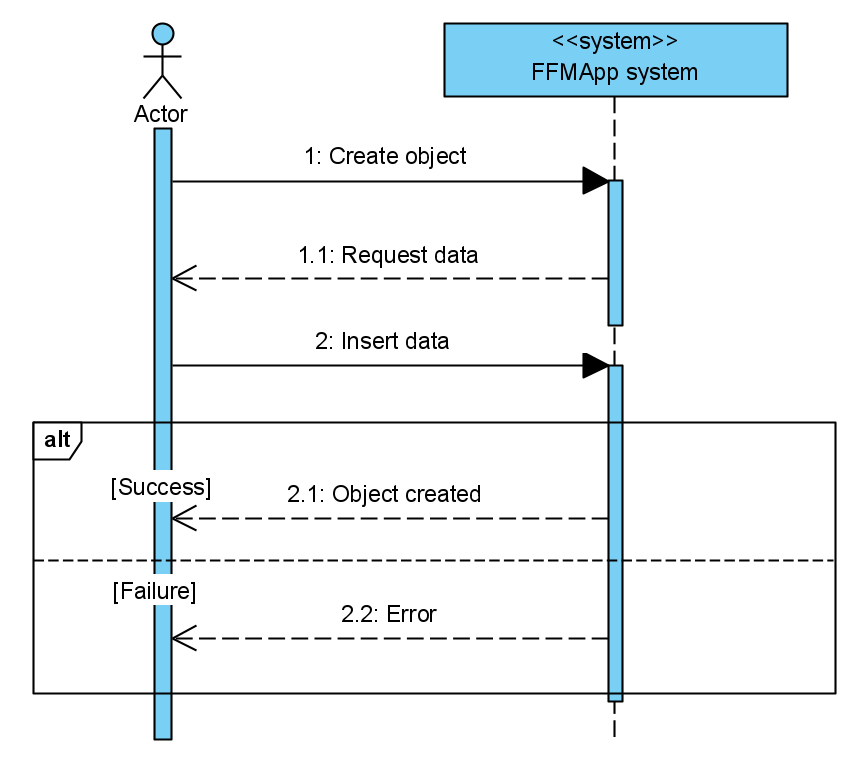 <<system>>
FFMApp system
Actor
1: Create object
1.1: Request data
2: Insert data
alt
[Success]
2.1: Object created
[Failure]
2.2: Error